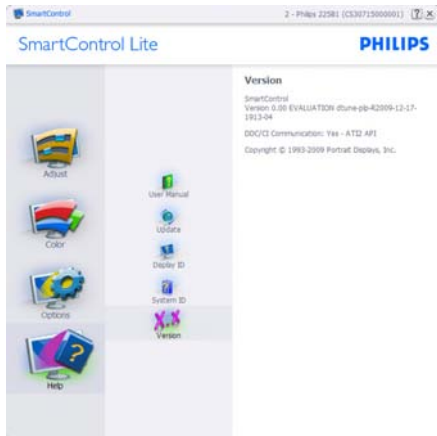 SmartControl
2 - Philips 225B1 (CS30715000001)
SmartControl Lite
PHILIPS
Adjust
Color
Options
Help
User Manual
Update
Display ID
System ID
X.X
Version
Version
SmartControl
Version 0.00 EVALUATION dtune-plp-R2009-12-17-
1913-04
DDC/CI Communication: Yes - ATI2 API
Copyright © 1993-2009 Portrait Displays, Inc.